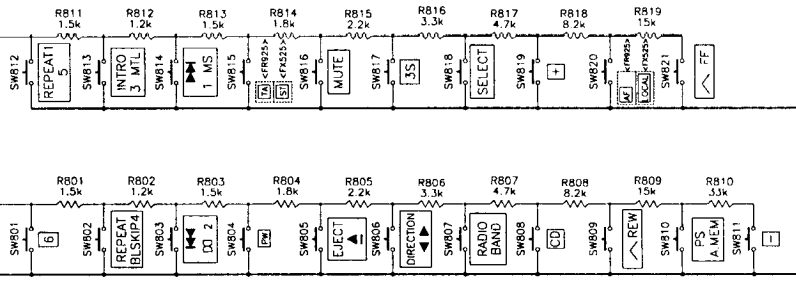 R811 R812 R813 R814 R815 R816 R817 R818 R819
1.5k 1.2k 1.5k 1.8k 2.2k 3.3k 4.7k 8.2k 15k
SW812
REPEAT1
5
SW813
INTRO
3 MTL
SW814
1 MS
SW815
<FR925>
TA
<FX525>
ST
SW816
MUTE
SW817
3S
SW818
SELECT
SW819
+
SW820
<FR925>
AF
<FX525>
LOCAL
SW821
FF
R801 R802 R803 R804 R805 R806 R807 R808 R809 R810
1.5k 1.2k 1.5k 1.8k 2.2k 3.3k 4.7k 8.2k 15k 33k
SW801
6
SW802
REPEAT
BLSKIP4
SW803
2
SW804
PW
SW805
EJECT
SW806
DIRECTION
SW807
RADIO
BAND
SW808
CD
SW809
REW
SW810
PS
A.MEM
SW811
-